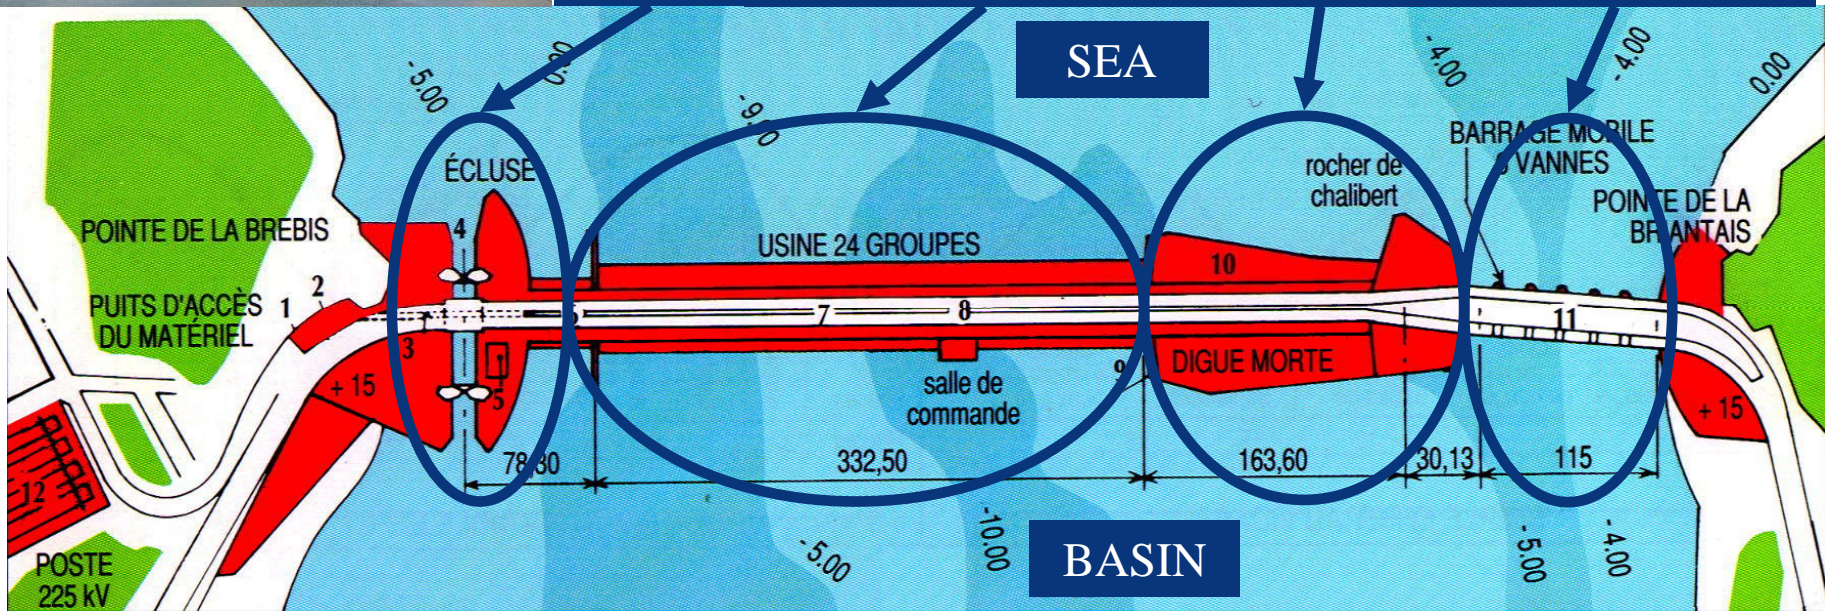 SEA
- 5.00
0.00
- 9.00
- 4.00
- 4.00
0.00
ÉCLUSE
POINTE DE LA BREBIS
4
USINE 24 GROUPES
10
rocher de
chalibert
BARRAGE MOBILE
6 VANNES
POINTE DE LA
BRIANTAIS
PUITS D'ACCÈS
DU MATÉRIEL
1
2
3
6
7
8
11
+ 15
5
salle de
commande
9
DIGUE MORTE
+ 15
78,30
332,50
163,60
30,13
115
12
POSTE
225 kV
- 5.00
-10.00
BASIN
- 5.00
- 4.00